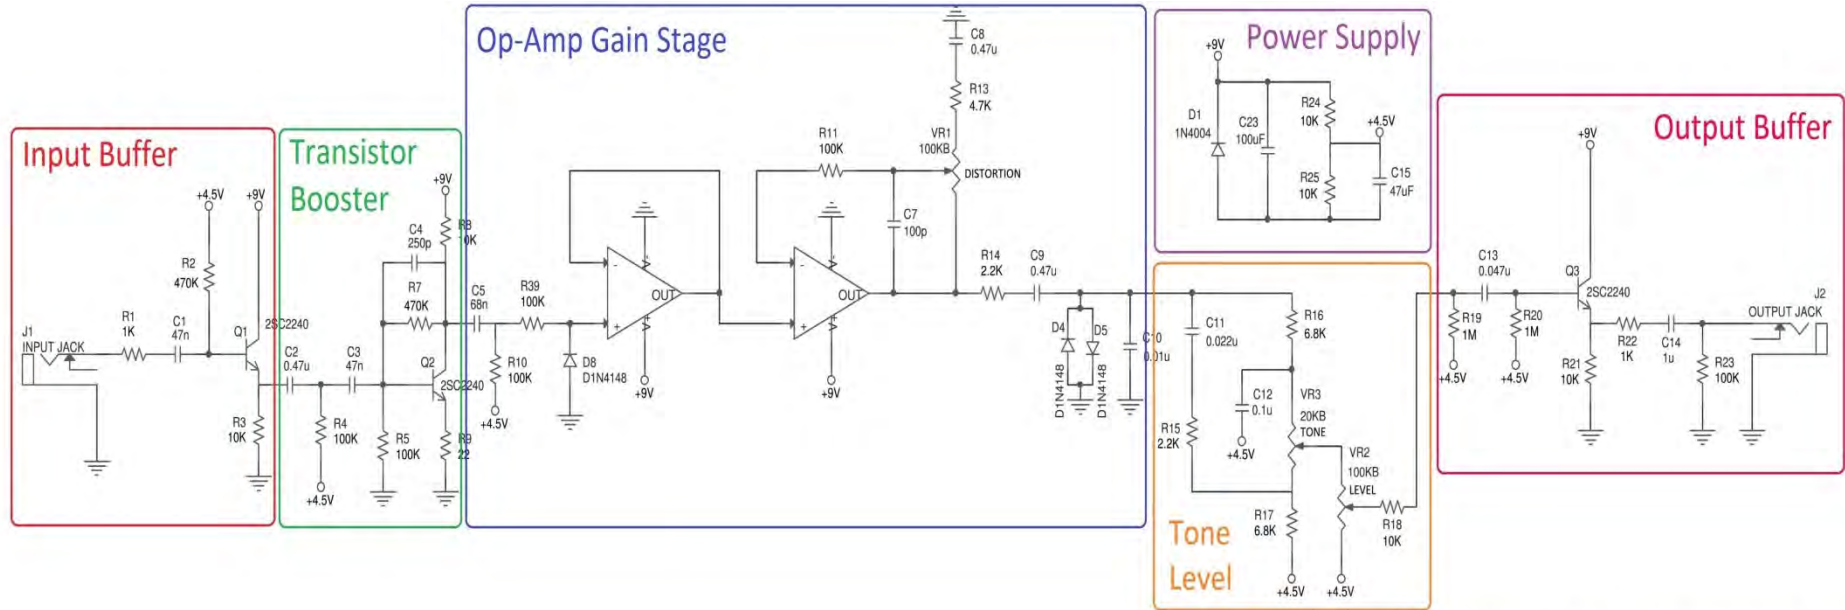 Input Buffer
+4.5V
+9V
R2
470K
R1
1K
C1
47n
J1
INPUT JACK
Q1
2SC2240
R3
10K
Transistor
Booster
+9V
R8
10K
C4
250p
R7
470K
C2
0.47u
C3
47n
Q2
2SC2240
R4
100K
+4.5V
R5
100K
R9
22
Op-Amp Gain Stage
C8
0.47u
R13
4.7K
VR1
100KB
DISTORTION
R11
100K
C7
100p
C5
68n
R39
100K
R10
100K
+4.5V
D8
D1N4148
-
+
V-
V+
OUT
+9V
-
+
V-
V+
OUT
+9V
R14
2.2K
C9
0.47u
D4
D1N4148
D5
D1N4148
C10
0.01u
Power Supply
+9V
D1
1N4004
C23
100uF
R24
10K
+4.5V
R25
10K
C15
47uF
Tone
Level
C11
0.022u
R16
6.8K
C12
0.1u
+4.5V
VR3
20KB
TONE
R15
2.2K
VR2
100KB
LEVEL
R17
6.8K
R18
10K
+4.5V
+4.5V
Output Buffer
+9V
C13
0.047u
Q3
2SC2240
R19
1M
+4.5V
R20
1M
+4.5V
R21
10K
R22
1K
C14
1u
R23
100K
J2
OUTPUT JACK